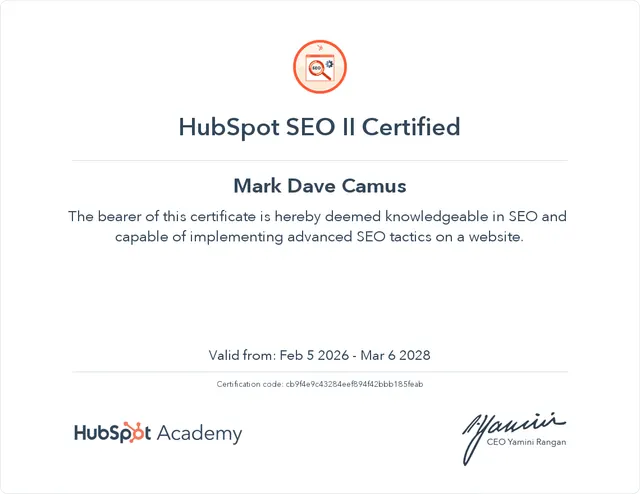 SEO
HubSpot SEO II Certified
Mark Dave Camus
The bearer of this certificate is hereby deemed knowledgeable in SEO and
capable of implementing advanced SEO tactics on a website.
Valid from: Feb 5 2026 - Mar 6 2028
Certification code: cb9f4e9c43284eef894f42bbb185feab
HubSpot Academy
CEO Yamini Rangan